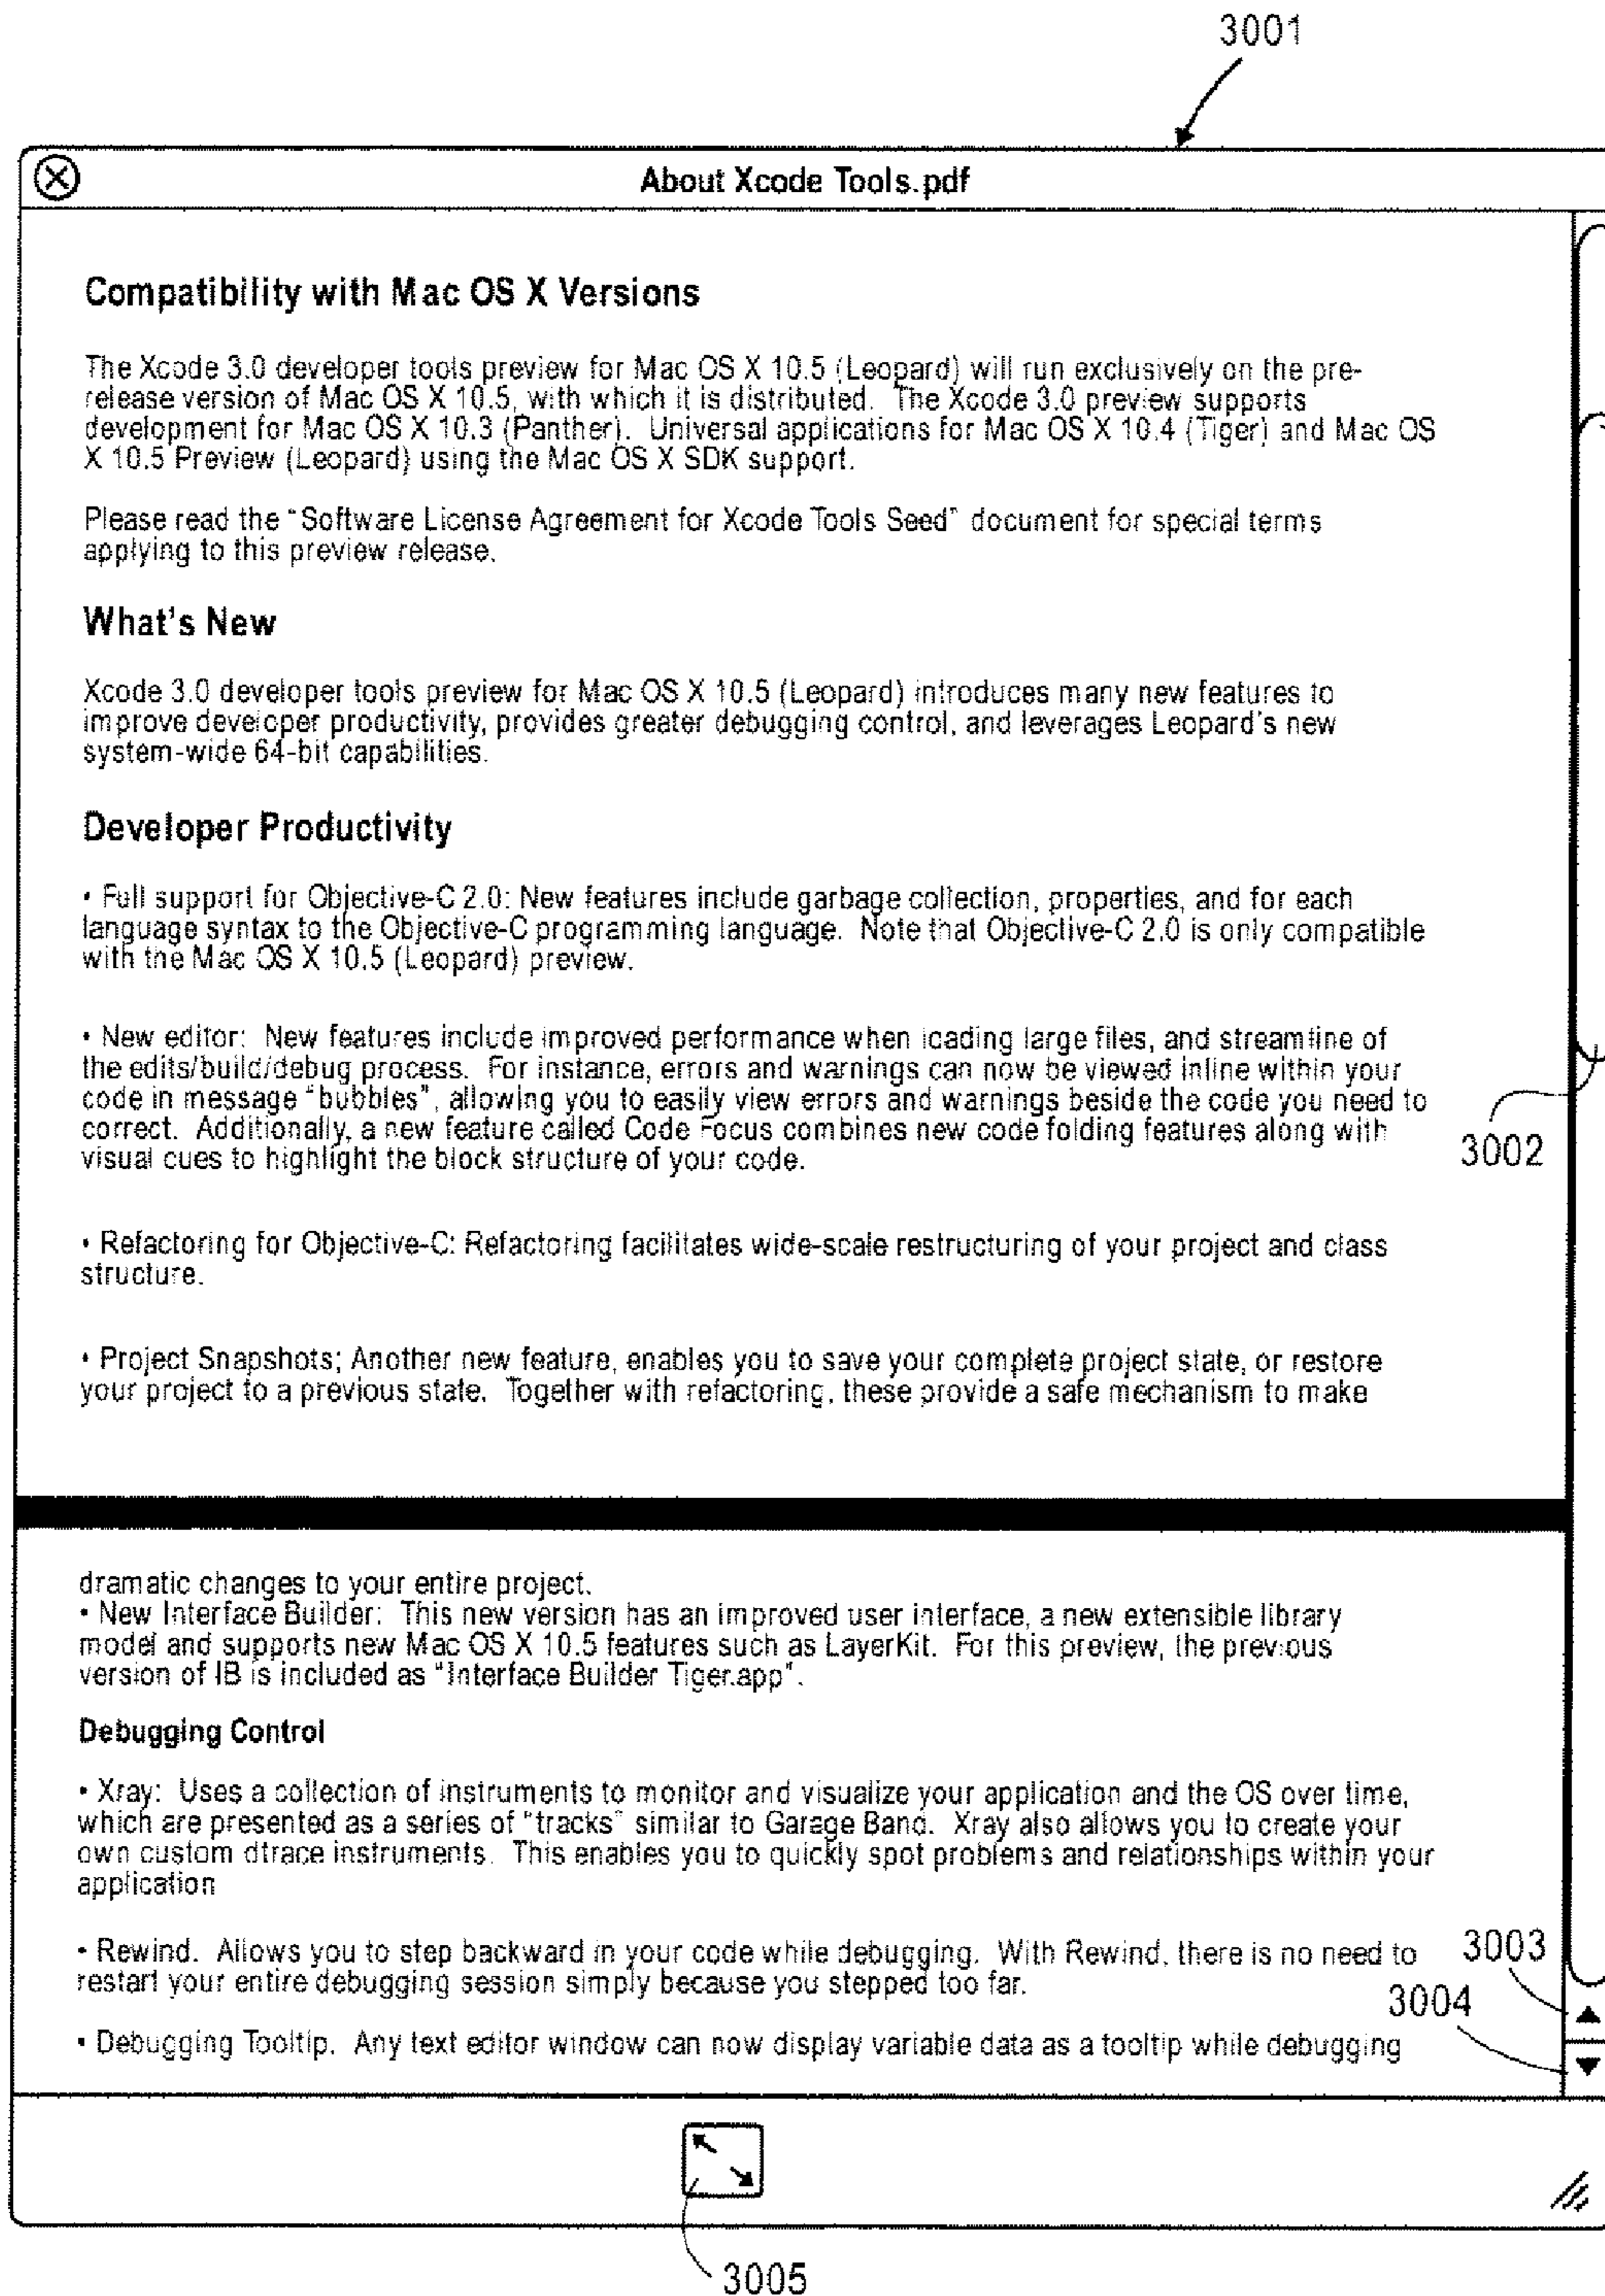 3001
About Xcode Tools.pdf
Compatibility with Mac OS X Versions
The Xcode 3.0 developer tools preview for Mac OS X 10.5 (Leopard) will run exclusively on the pre-
release version of Mac OS X 10.5, with which it is distributed. The Xcode 3.0 preview supports
development for Mac OS X 10.3 (Panther). Universal applications for Mac OS X 10.4 (Tiger) and Mac OS
X 10.5 Preview (Leopard) using the Mac OS X SDK support.
Please read the "Software License Agreement for Xcode Tools Seed" document for special terms
applying to this preview release.
What's New
Xcode 3.0 developer tools preview for Mac OS X 10.5 (Leopard) introduces many new features to
improve developer productivity, provides greater debugging control, and leverages Leopard's new
system-wide 64-bit capabilities.
Developer Productivity
• Full support for Objective-C 2.0: New features include garbage collection, properties, and for each
language syntax to the Objective-C programming language. Note that Objective-C 2.0 is only compatible
with the Mac OS X 10.5 (Leopard) preview.
• New editor: New features include improved performance when loading large files, and streamline of
the edits/build/debug process. For instance, errors and warnings can now be viewed inline within your
code in message "bubbles", allowing you to easily view errors and warnings beside the code you need to
correct. Additionally, a new feature called Code Focus combines new code folding features along with
visual cues to highlight the block structure of your code.
3002
• Refactoring for Objective-C: Refactoring facilitates wide-scale restructuring of your project and class
structure.
• Project Snapshots; Another new feature, enables you to save your complete project state, or restore
your project to a previous state. Together with refactoring, these provide a safe mechanism to make
dramatic changes to your entire project.
• New Interface Builder: This new version has an improved user interface, a new extensible library
model and supports new Mac OS X 10.5 features such as LayerKit. For this preview, the previous
version of IB is included as "Interface Builder Tiger.app".
Debugging Control
• Xray: Uses a collection of instruments to monitor and visualize your application and the OS over time,
which are presented as a series of "tracks" similar to Garage Band. Xray also allows you to create your
own custom dtrace instruments. This enables you to quickly spot problems and relationships within your
application
• Rewind. Allows you to step backward in your code while debugging. With Rewind, there is no need to
restart your entire debugging session simply because you stepped too far.
3003
3004
• Debugging Tooltip. Any text editor window can now display variable data as a tooltip while debugging
3005